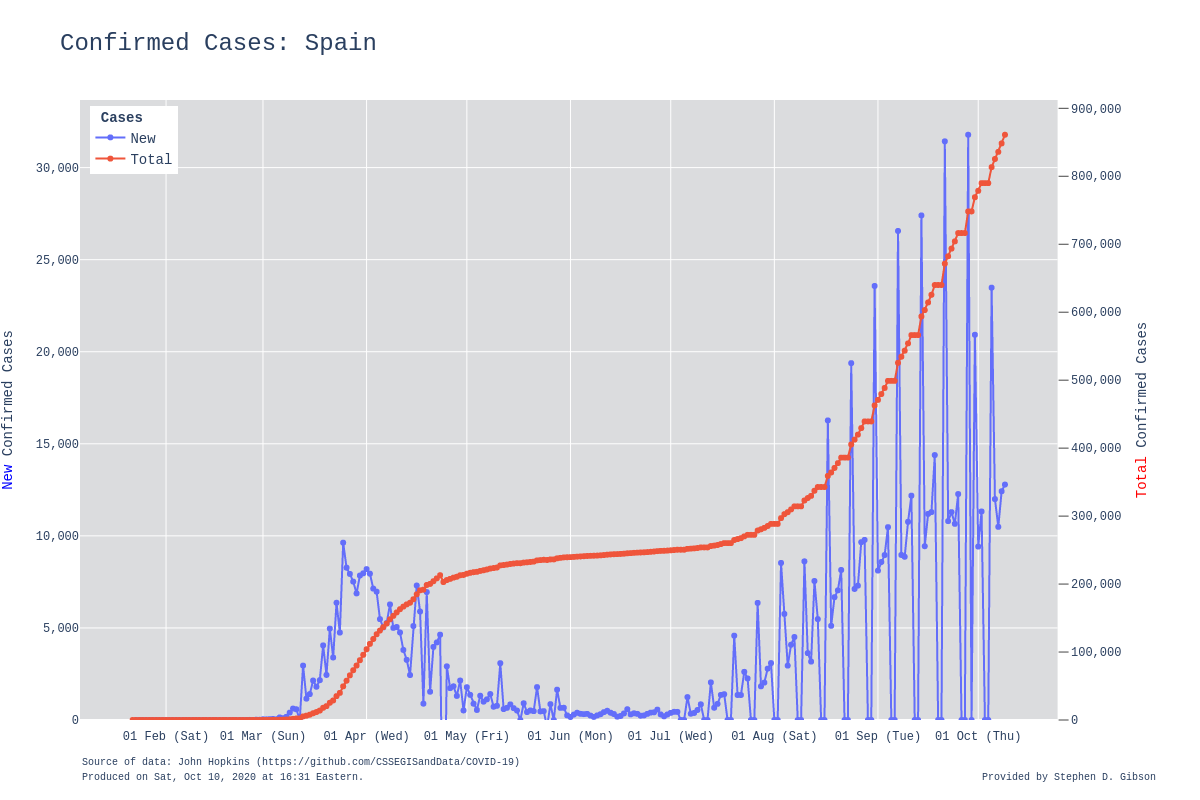 Confirmed Cases: Spain
Cases
New
Total
30,000
25,000
20,000
15,000
10,000
5,000
0
New Confirmed Cases
900,000
800,000
700,000
600,000
500,000
400,000
300,000
200,000
100,000
0
Total Confirmed Cases
01 Feb (Sat) 01 Mar (Sun) 01 Apr (Wed) 01 May (Fri) 01 Jun (Mon) 01 Jul (Wed) 01 Aug (Sat) 01 Sep (Tue) 01 Oct (Thu)
Source of data: John Hopkins (https://github.com/CSSEGISandData/COVID-19)
Produced on Sat, Oct 10, 2020 at 16:31 Eastern.
Provided by Stephen D. Gibson